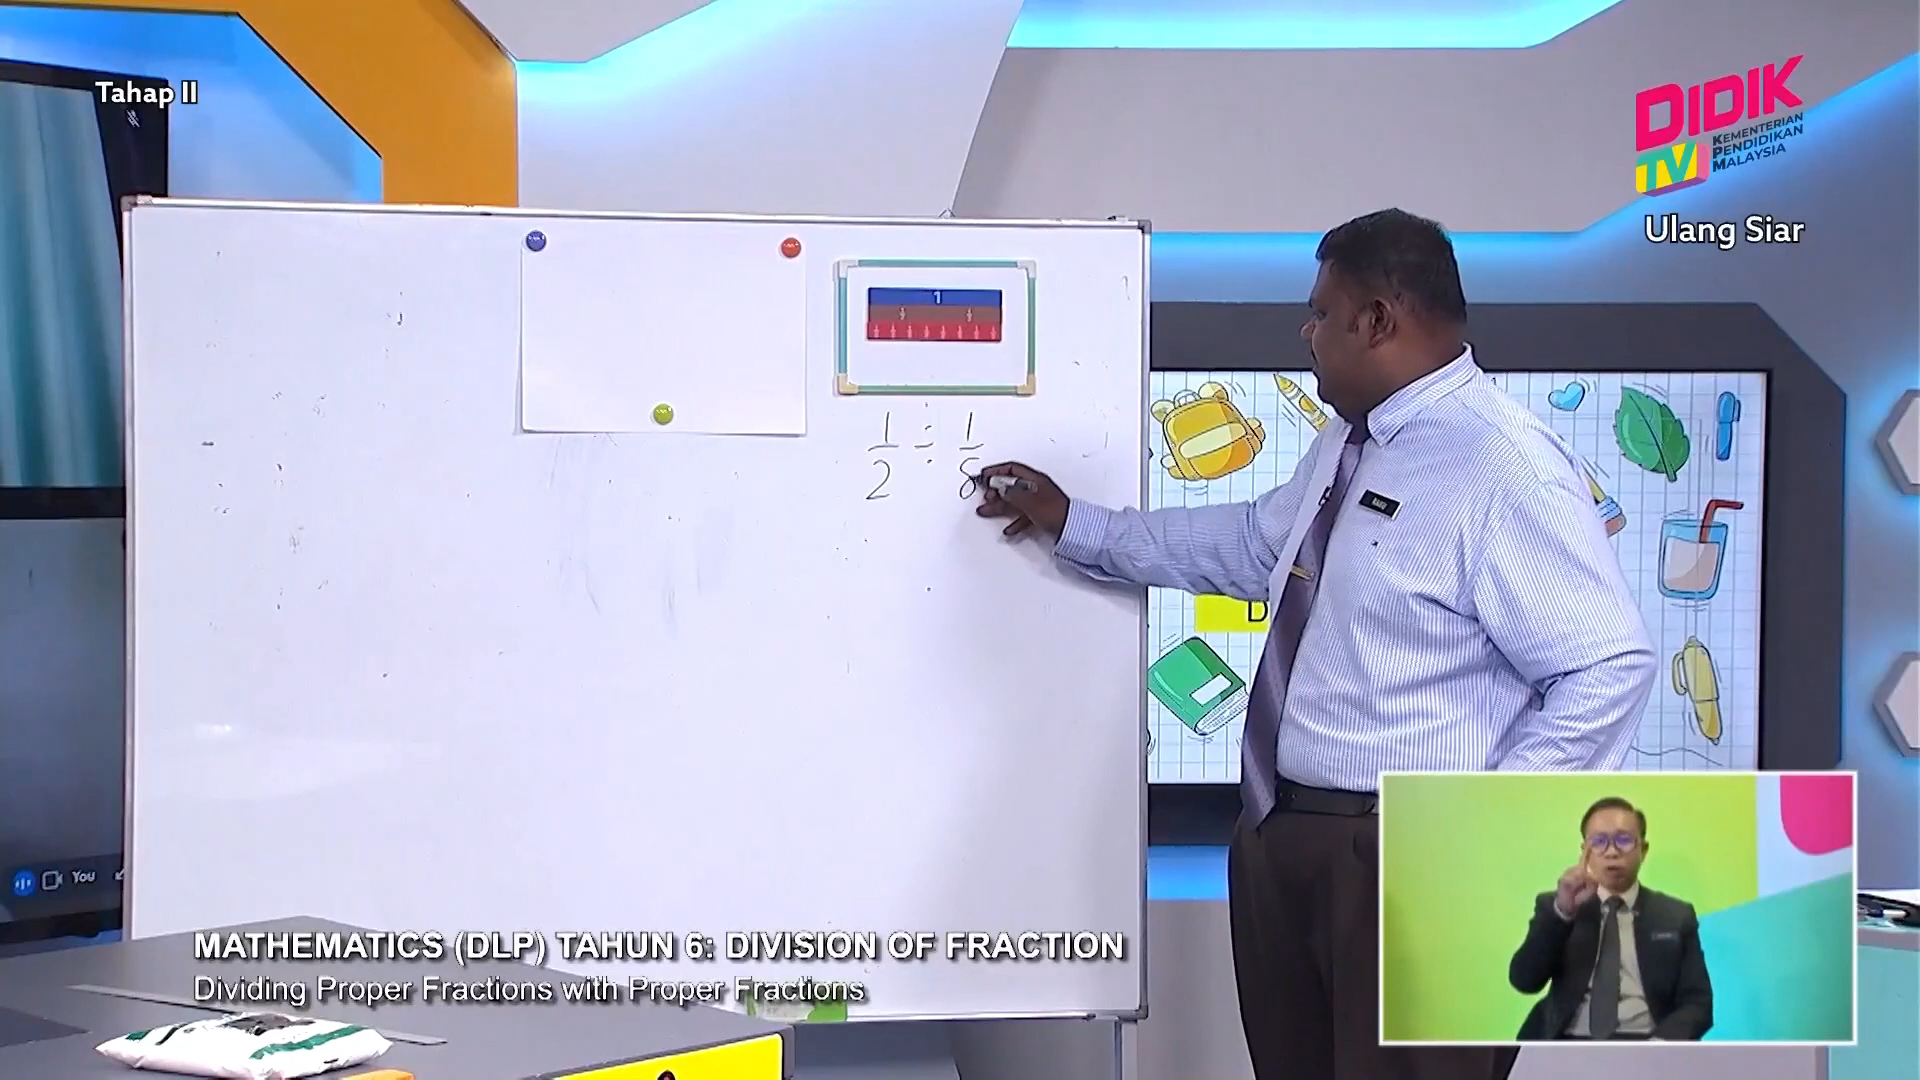 Tahap II
DIDIK
TV
KEMENTERIAN
PENDIDIKAN
MALAYSIA
Ulang Siar
1
1/2 ÷ 1/8
D
You
MATHEMATICS (DLP) TAHUN 6: DIVISION OF FRACTION
Dividing Proper Fractions with Proper Fractions